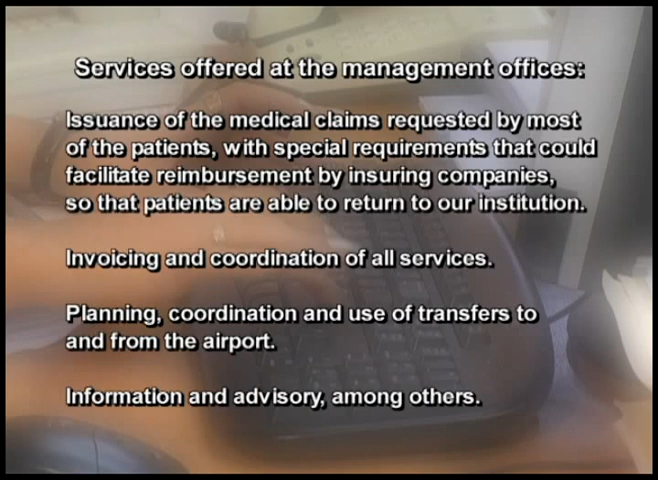 Services offered at the management offices:
Issuance of the medical claims requested by most
of the patients, with special requirements that could
facilitate reimbursement by insuring companies,
so that patients are able to return to our institution.
Invoicing and coordination of all services.
Planning, coordination and use of transfers to
and from the airport.
Information and advisory, among others.